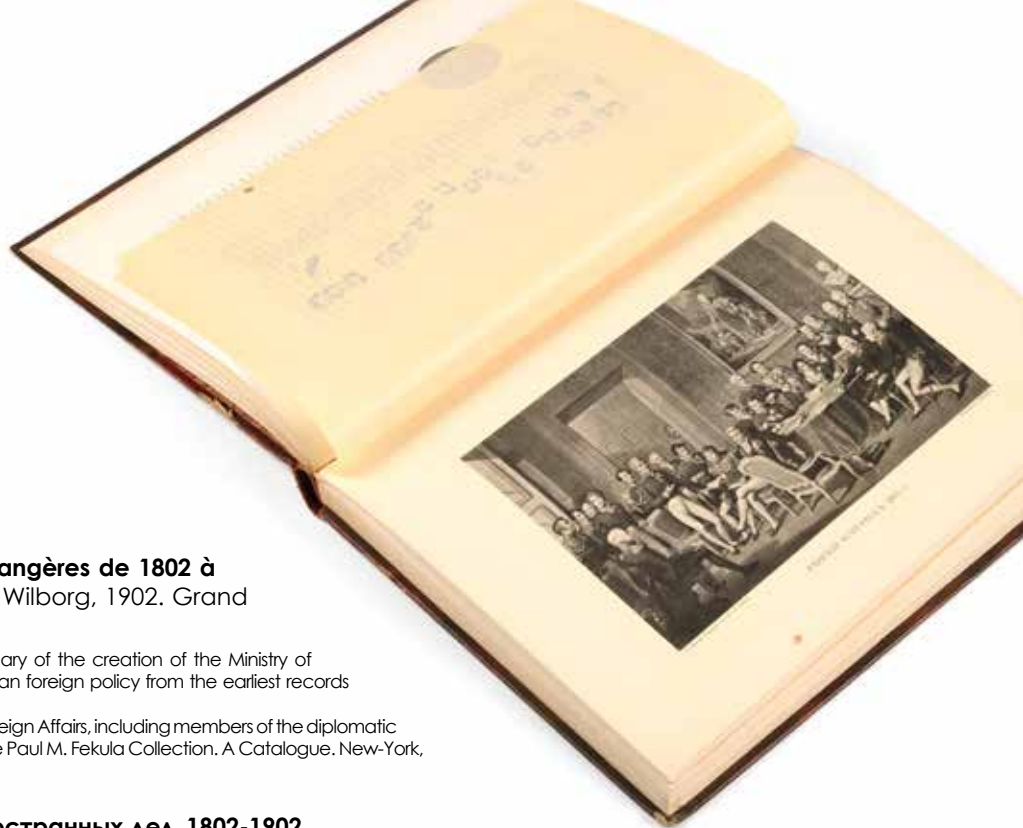 angères de 1802 à
Wilborg, 1902. Grand
ary of the creation of the Ministry of
an foreign policy from the earliest records
eign Affairs, including members of the diplomatic
e Paul M. Fekula Collection. A Catalogue. New-York,
остранных дел. 1802-1902